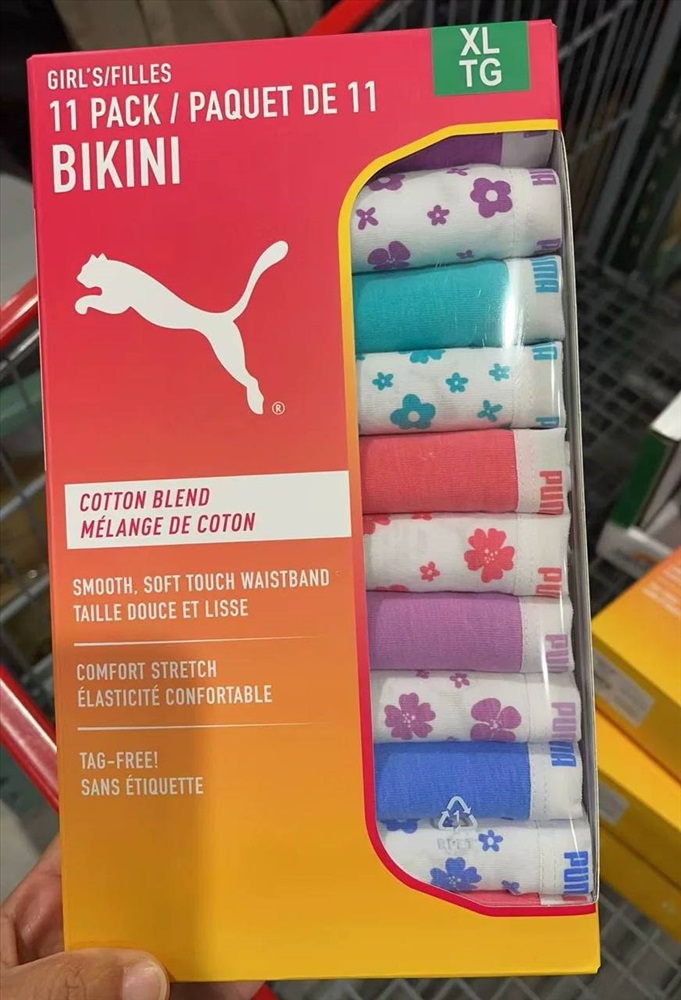 XL
TG
GIRL'S/FILLES
11 PACK / PAQUET DE 11
BIKINI
®
COTTON BLEND
MÉLANGE DE COTON
SMOOTH, SOFT TOUCH WAISTBAND
TAILLE DOUCE ET LISSE
COMFORT STRETCH
ÉLASTICITÉ CONFORTABLE
TAG-FREE!
SANS ÉTIQUETTE
1